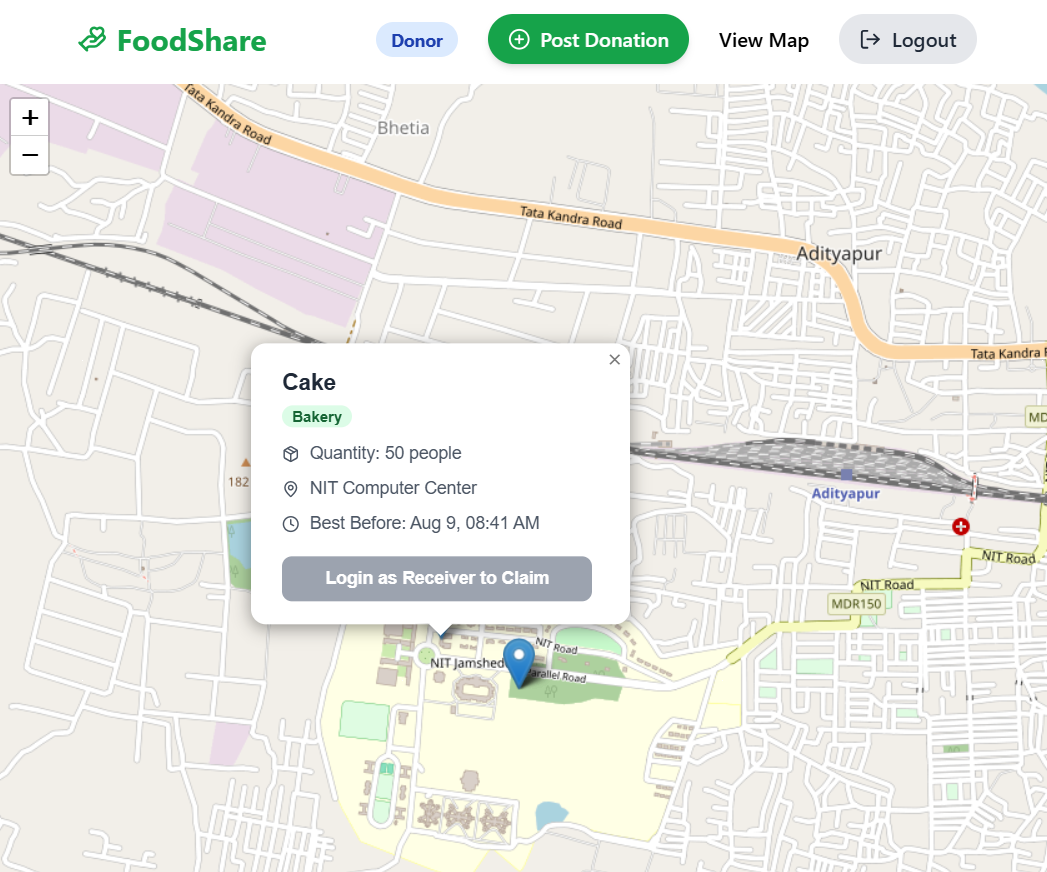 FoodShare
Donor
Post Donation
View Map
Logout
+
−
Tata Kandra Road
Bhetia
Tata Kandra Road
Adityapur
Tata Kandra
Cake
Bakery
Quantity: 50 people
NIT Computer Center
Best Before: Aug 9, 08:41 AM
Login as Receiver to Claim
182
MD
Adityapur
NIT Road
NIT Road
MDR150
NIT Road
NIT Jamshed
Parallel Road